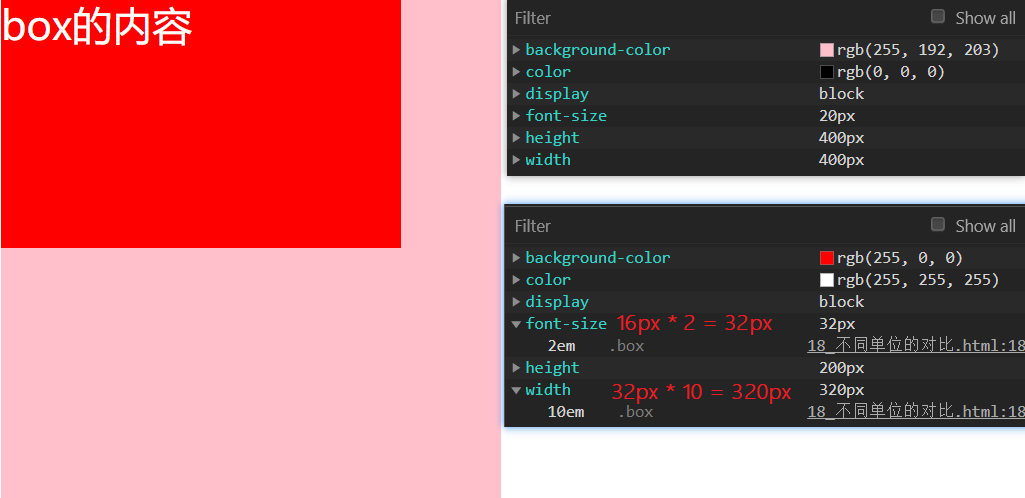 box的内容
Filter Show all
background-color rgb(255, 192, 203)
color rgb(0, 0, 0)
display block
font-size 20px
height 400px
width 400px
Filter Show all
background-color rgb(255, 0, 0)
color rgb(255, 255, 255)
display block
font-size 16px * 2 = 32px 32px
2em .box 18_不同单位的对比.html:18
height 200px
width 32px * 10 = 320px 320px
10em .box 18_不同单位的对比.html:18